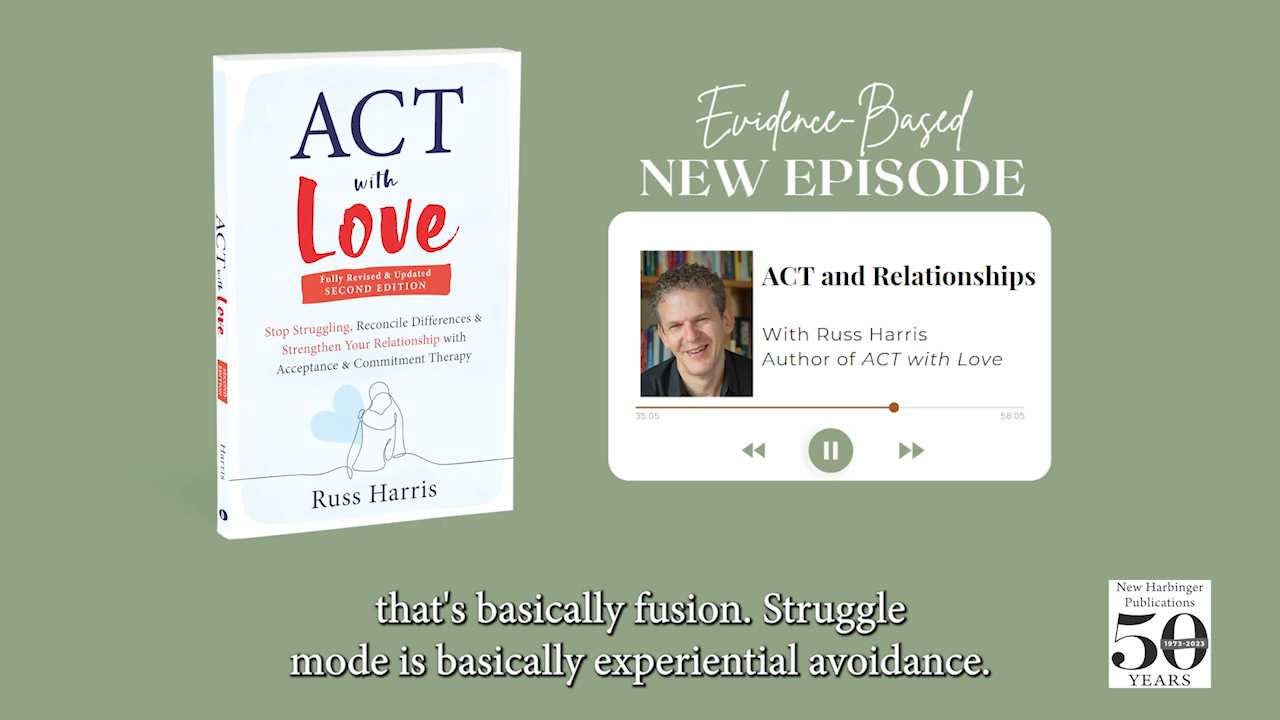 ACT
with
Love
Fully Revised & Updated
SECOND EDITION
Stop Struggling, Reconcile Differences &
Strengthen Your Relationship with
Acceptance & Commitment Therapy
Russ Harris
ACT with Love
SECOND EDITION
Harris
Evidence-Based
NEW EPISODE
ACT and Relationships
With Russ Harris
Author of ACT with Love
35:05
58:05
that's basically fusion. Struggle
mode is basically experiential avoidance.
New Harbinger
Publications
50
1973-2023
YEARS